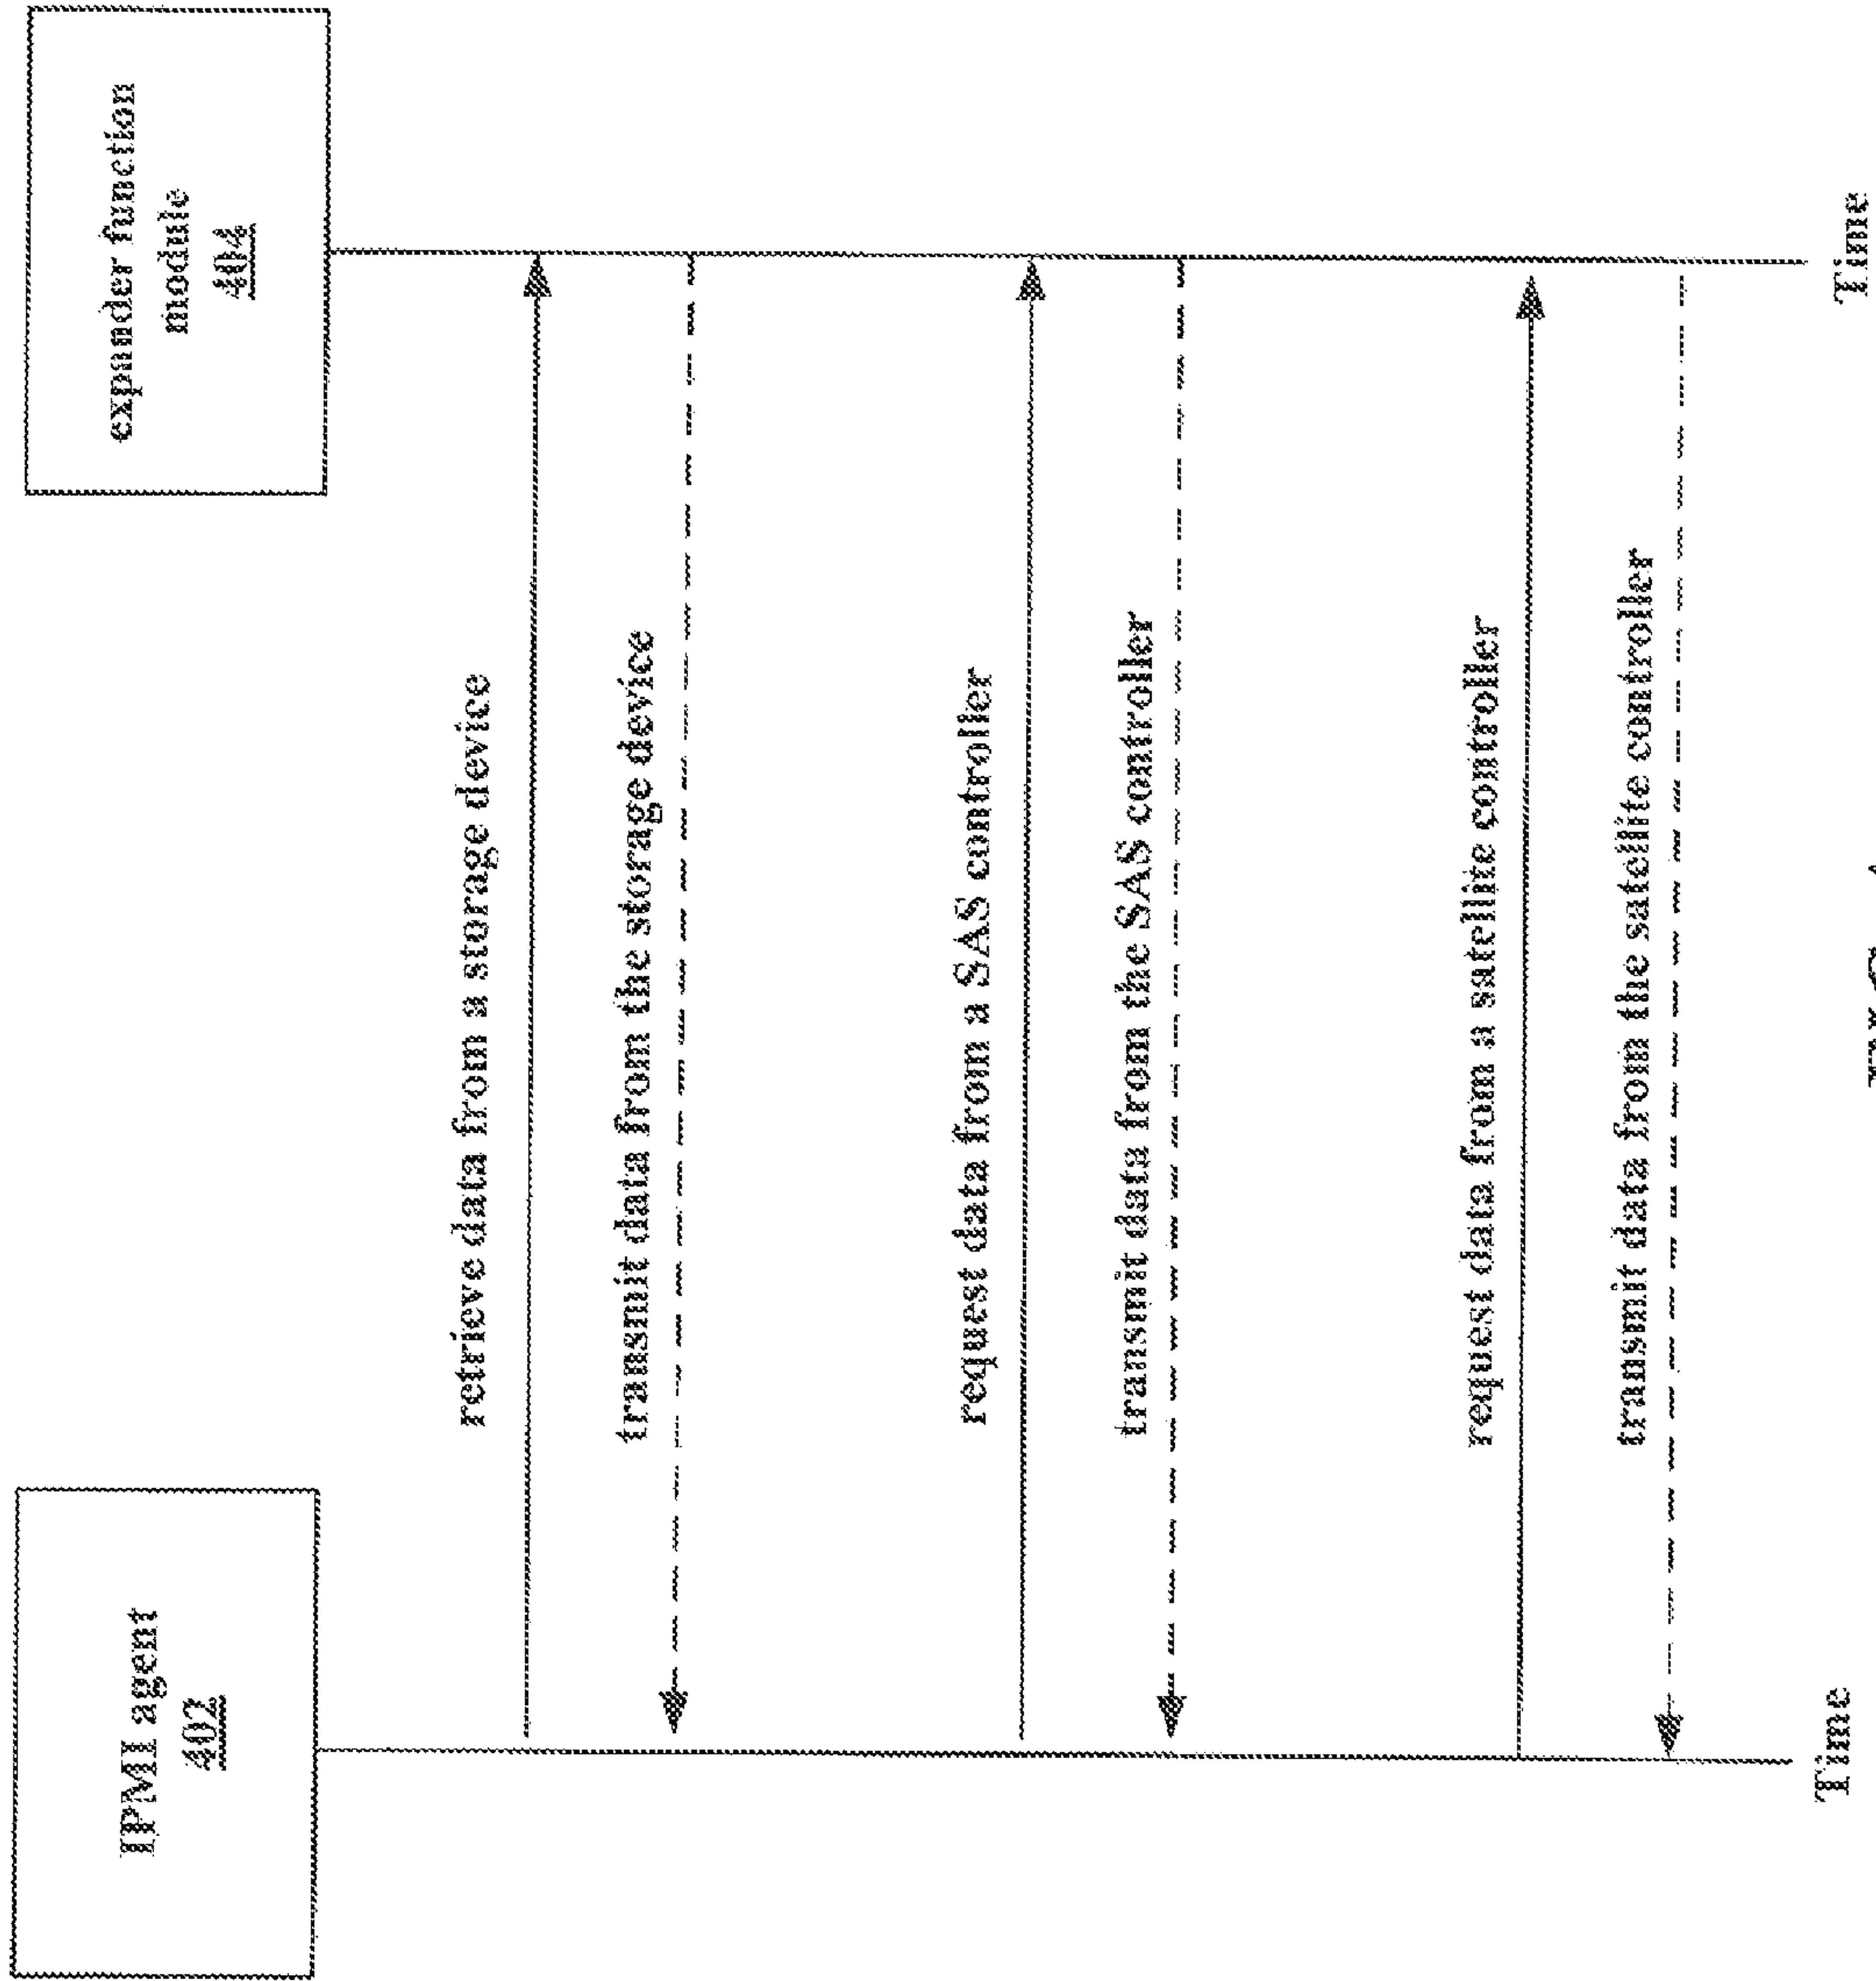 IPMI agent
402
expander function
module
404
retrieve data from a storage device
transmit data from the storage device
request data from a SAS controller
transmit data from the SAS controller
request data from a satellite controller
transmit data from the satellite controller
Time
Time